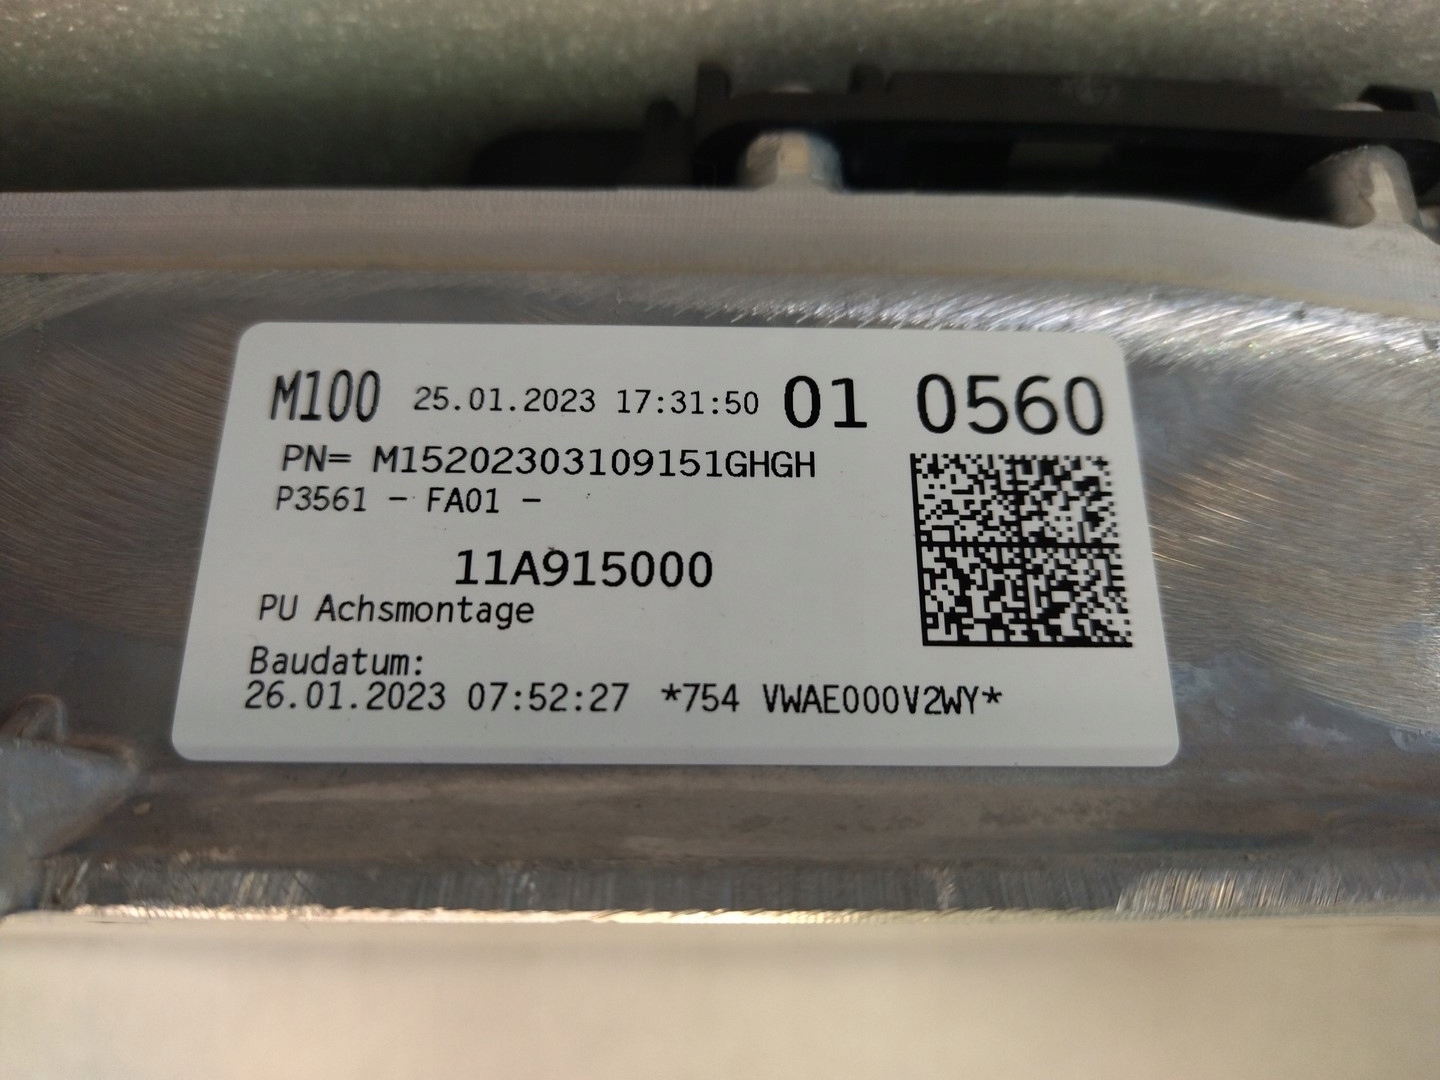 M100 25.01.2023 17:31:50 01 0560
PN= M15202303109151GHGH
P3561 - FA01 -
11A915000
PU Achsmontage
Baudatum:
26.01.2023 07:52:27 *754 VWAE000V2WY*